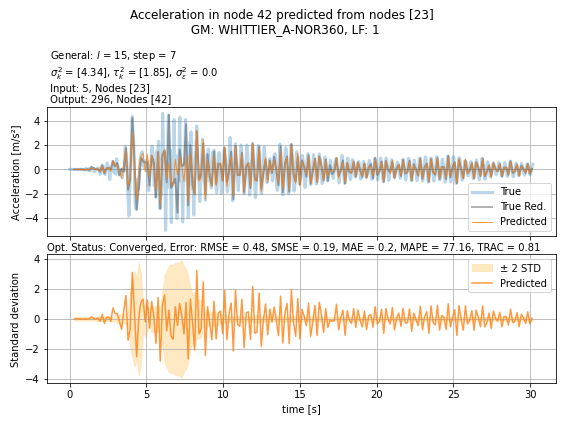 Acceleration in node 42 predicted from nodes [23]
GM: WHITTIER_A-NOR360, LF: 1
General: l = 15, step = 7
σ²ₖ = [4.34], τ²ₖ = [1.85], σ²ε = 0.0
Input: 5, Nodes [23]
Output: 296, Nodes [42]
Acceleration [m/s²]
4
2
0
−2
−4
True
True Red.
Predicted
Opt. Status: Converged, Error: RMSE = 0.48, SMSE = 0.19, MAE = 0.2, MAPE = 77.16, TRAC = 0.81
Standard deviation
4
2
0
−2
−4
± 2 STD
Predicted
0 5 10 15 20 25 30
time [s]